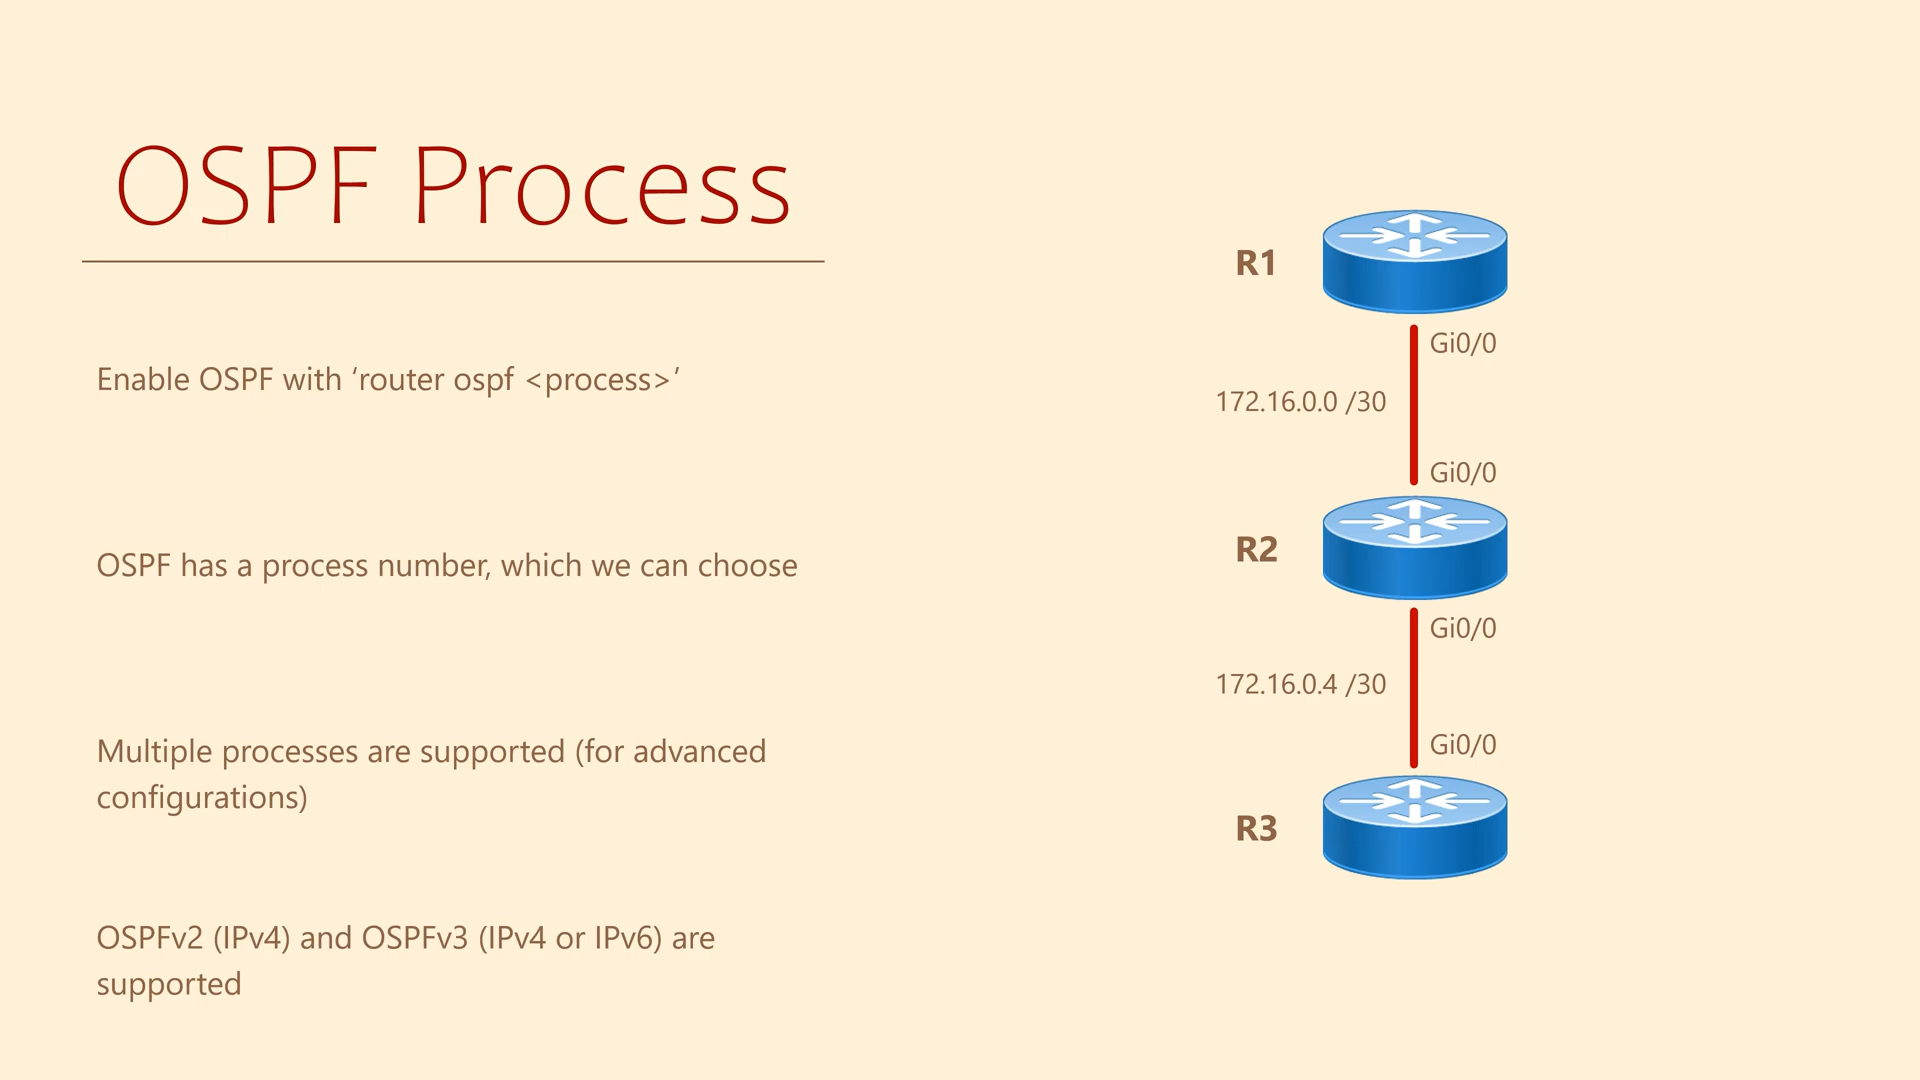 OSPF Process
Enable OSPF with ‘router ospf <process>’
OSPF has a process number, which we can choose
Multiple processes are supported (for advanced
configurations)
OSPFv2 (IPv4) and OSPFv3 (IPv4 or IPv6) are
supported
R1
Gi0/0
172.16.0.0 /30
Gi0/0
R2
Gi0/0
172.16.0.4 /30
Gi0/0
R3